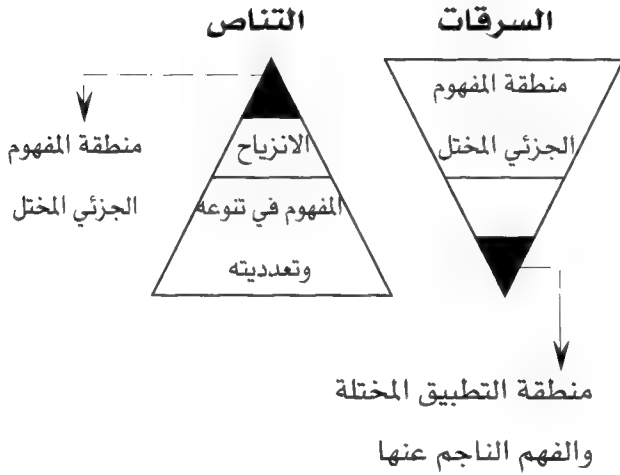 السرقات
التناص
منطقة المفهوم
الجزئي المختل
الانزياح
المفهوم في تنوعه
وتعدديته
منطقة المفهوم
الجزئي المختل
منطقة التطبيق المختلة
والفهم الناجم عنها